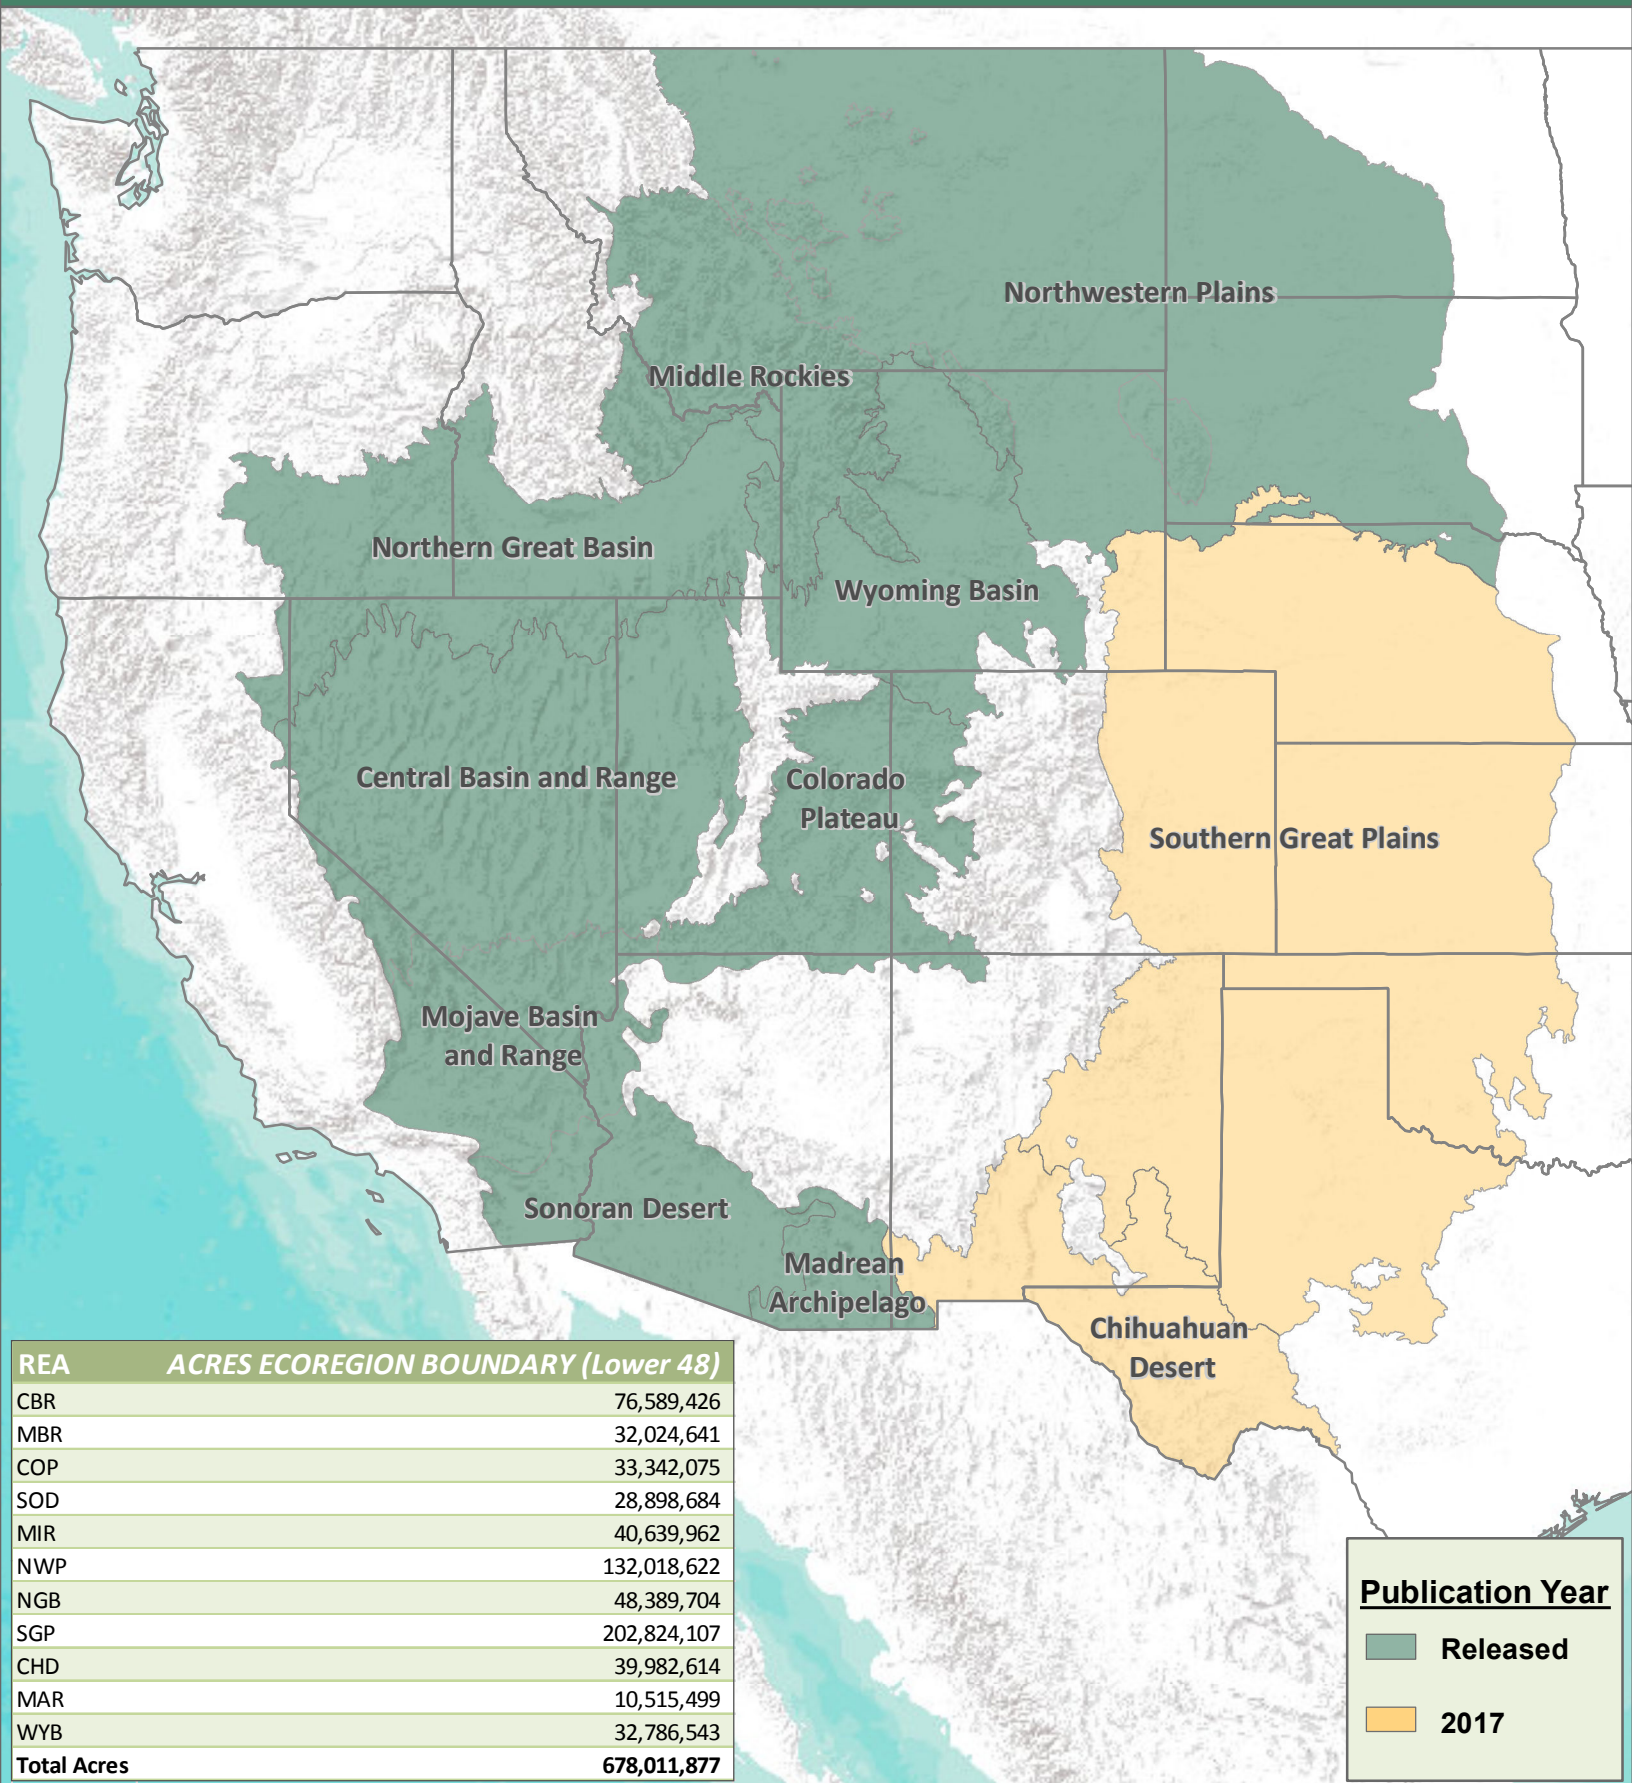 Northwestern Plains
Middle Rockies
Northern Great Basin
Wyoming Basin
Central Basin and Range
Colorado
Plateau
Southern Great Plains
Mojave Basin
and Range
Sonoran Desert
Madrean
Archipelago
Chihuahuan
Desert
REA ACRES ECOREGION BOUNDARY (Lower 48)
CBR 76,589,426
MBR 32,024,641
COP 33,342,075
SOD 28,898,684
MIR 40,639,962
NWP 132,018,622
NGB 48,389,704
SGP 202,824,107
CHD 39,982,614
MAR 10,515,499
WYB 32,786,543
Total Acres 678,011,877
Publication Year
Released
2017